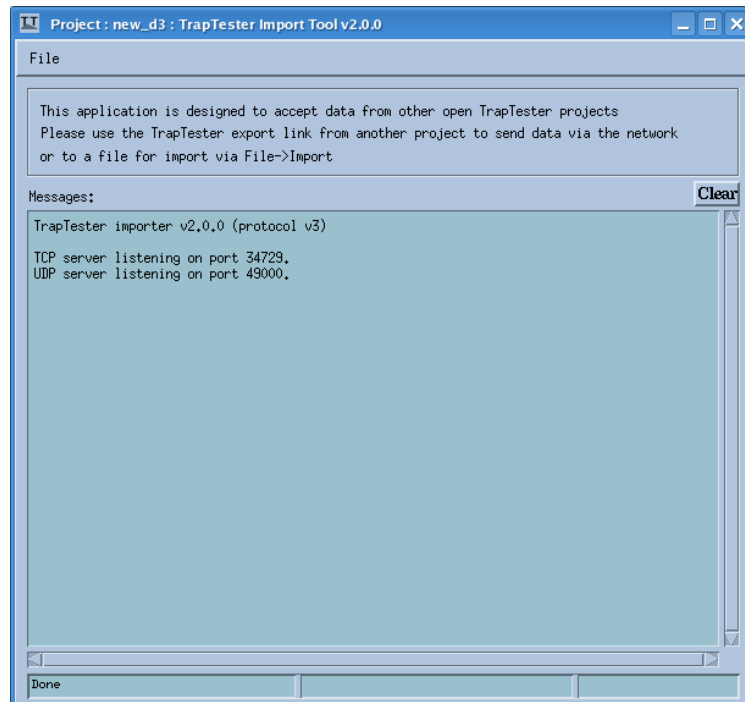 Project : new_d3 : TrapTester Import Tool v2.0.0
File
This application is designed to accept data from other open TrapTester projects
Please use the TrapTester export link from another project to send data via the network
or to a file for import via File->Import
Messages:
Clear
TrapTester importer v2.0.0 (protocol v3)
TCP server listening on port 34729.
UDP server listening on port 49000.
Done